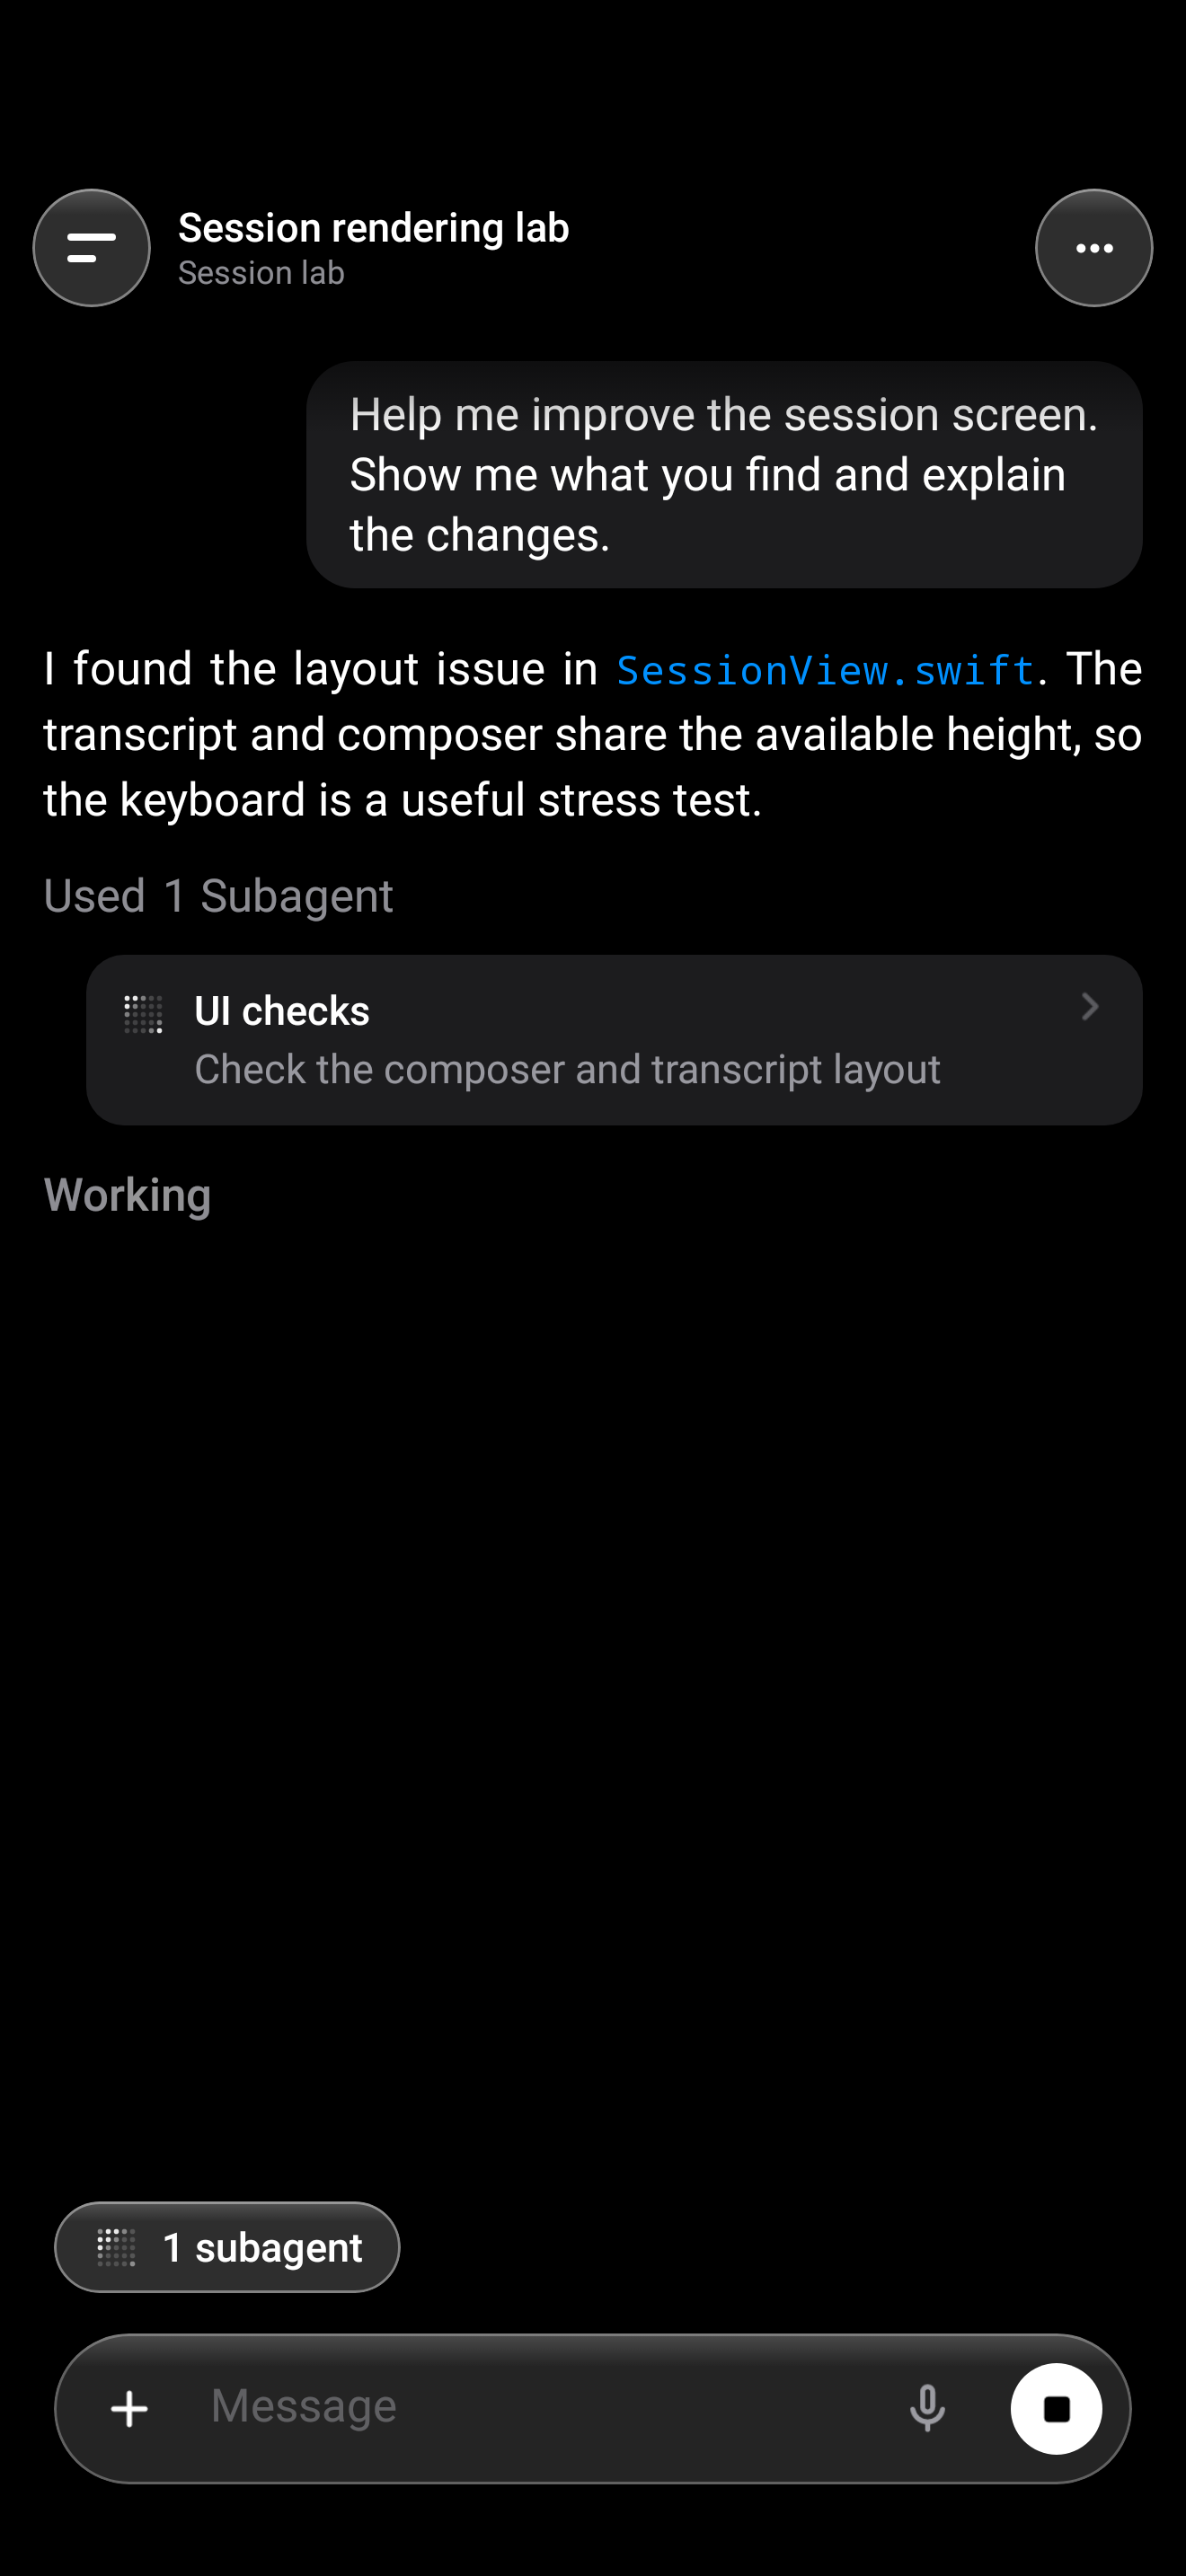 Session rendering lab
Session lab
Help me improve the session screen.
Show me what you find and explain
the changes.
I found the layout issue in SessionView.swift. The
transcript and composer share the available height, so
the keyboard is a useful stress test.
Used 1 Subagent
UI checks
Check the composer and transcript layout
Working
1 subagent
Message